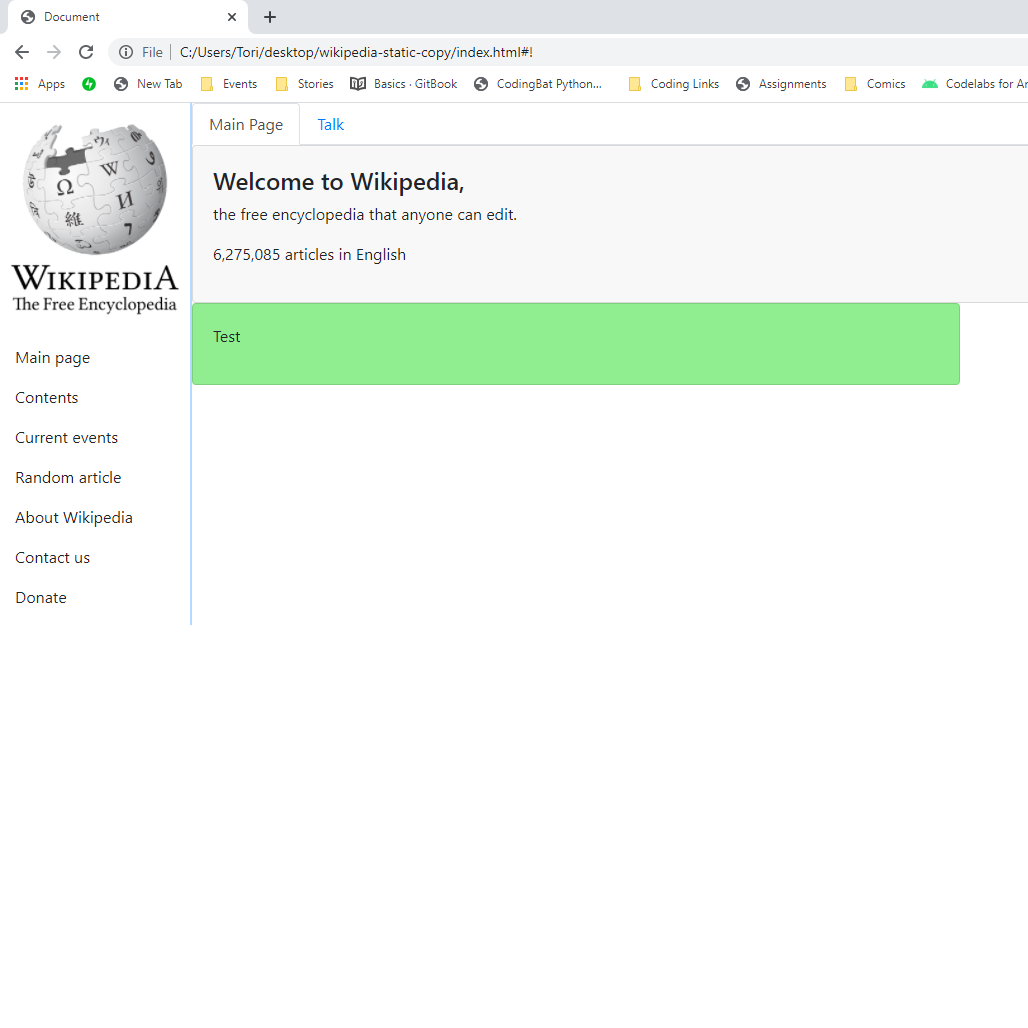 Document
File C:/Users/Tori/desktop/wikipedia-static-copy/index.html#!
Apps New Tab Events Stories Basics · GitBook CodingBat Python... Coding Links Assignments Comics Codelabs for
Main Page Talk
Ω W И 維 7
WIKIPEDIA
The Free Encyclopedia
Welcome to Wikipedia,
the free encyclopedia that anyone can edit.
6,275,085 articles in English
Test
Main page
Contents
Current events
Random article
About Wikipedia
Contact us
Donate